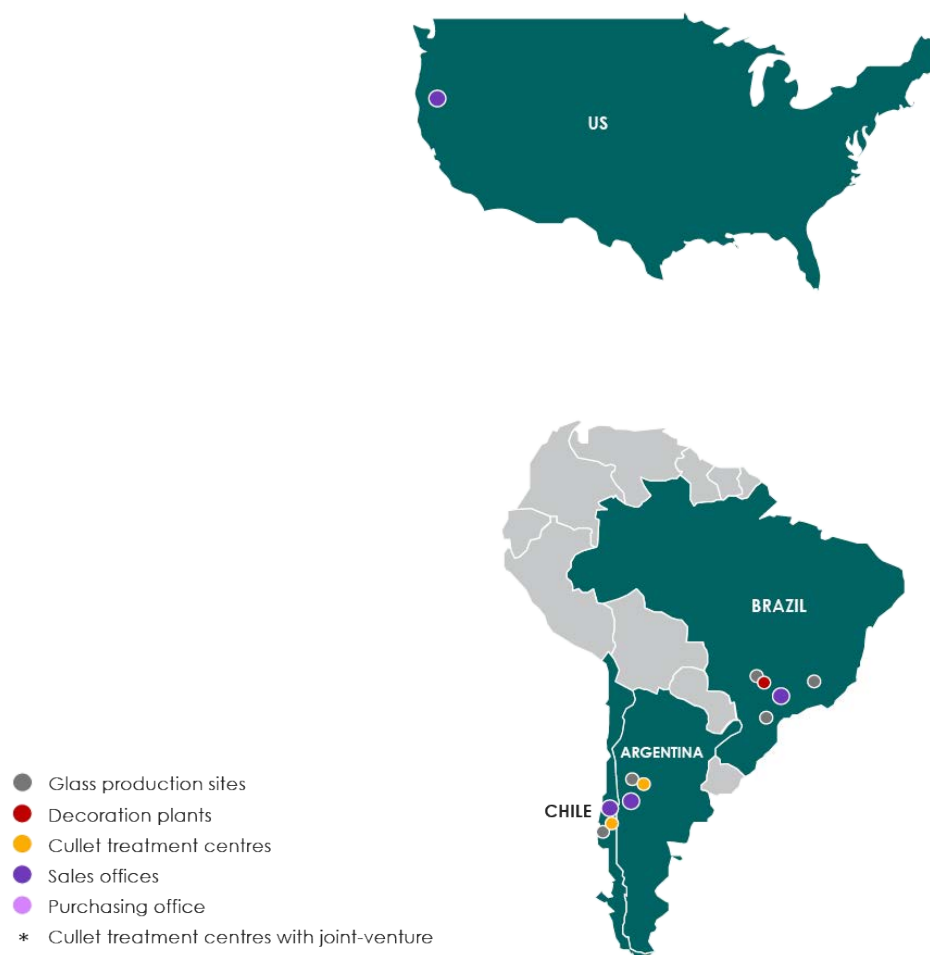 US
BRAZIL
ARGENTINA
CHILE
Glass production sites
Decoration plants
Cullet treatment centres
Sales offices
Purchasing office
* Cullet treatment centres with joint-venture